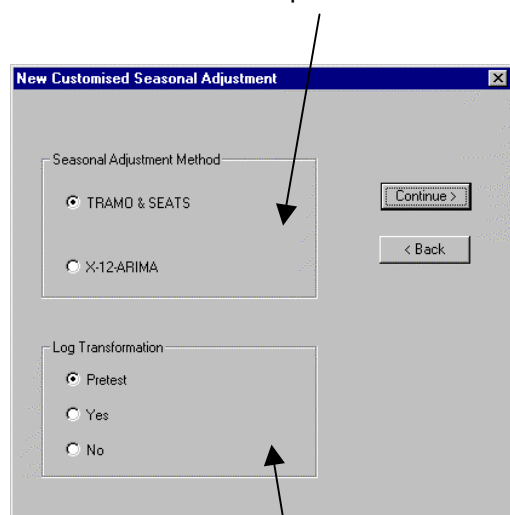 New Customised Seasonal Adjustment
Seasonal Adjustment Method
TRAMO & SEATS
X-12-ARIMA
Continue >
< Back
Log Transformation
Pretest
Yes
No